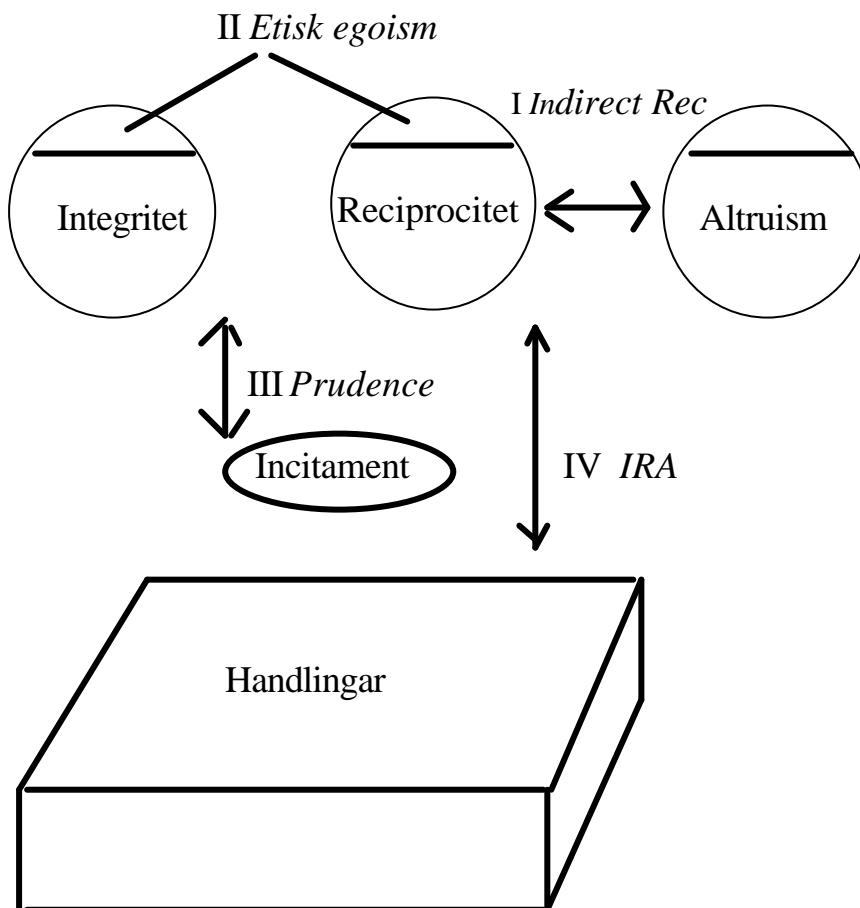 II Etisk egoism
I Indirect Rec
Integritet
Reciprocitet
Altruism
III Prudence
Incitament
IV IRA
Handlingar